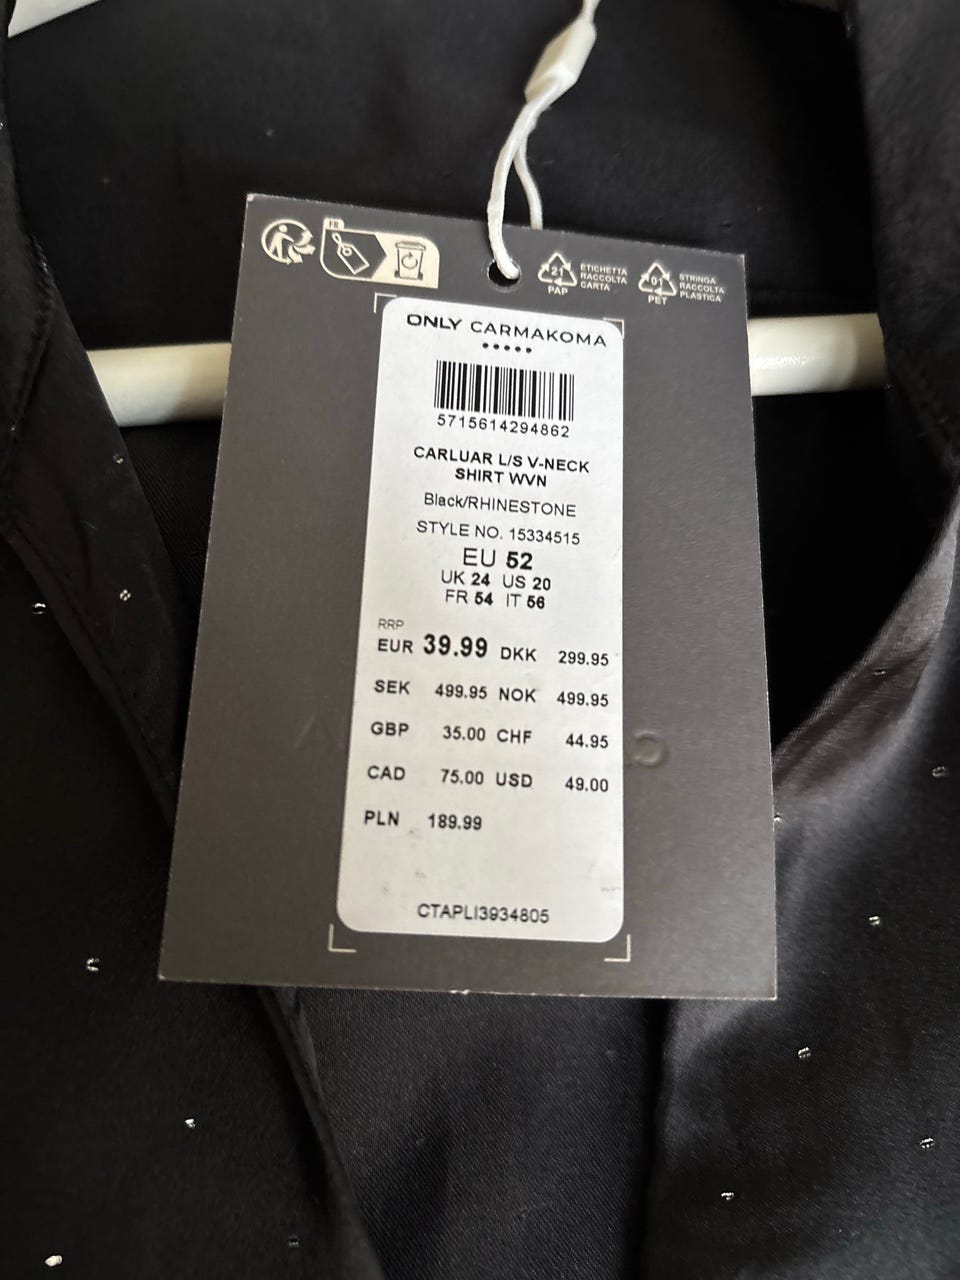 FR
21
PAP
ETICHETTA
RACCOLTA
CARTA
01
PET
STRINGA
RACCOLTA
PLASTICA
ONLY CARMAKOMA
5715614294862
CARLUAR L/S V-NECK
SHIRT WVN
Black/RHINESTONE
STYLE NO. 15334515
EU 52
UK 24 US 20
FR 54 IT 56
RRP
EUR 39.99 DKK 299.95
SEK 499.95 NOK 499.95
GBP 35.00 CHF 44.95
CAD 75.00 USD 49.00
PLN 189.99
CTAPLI3934805